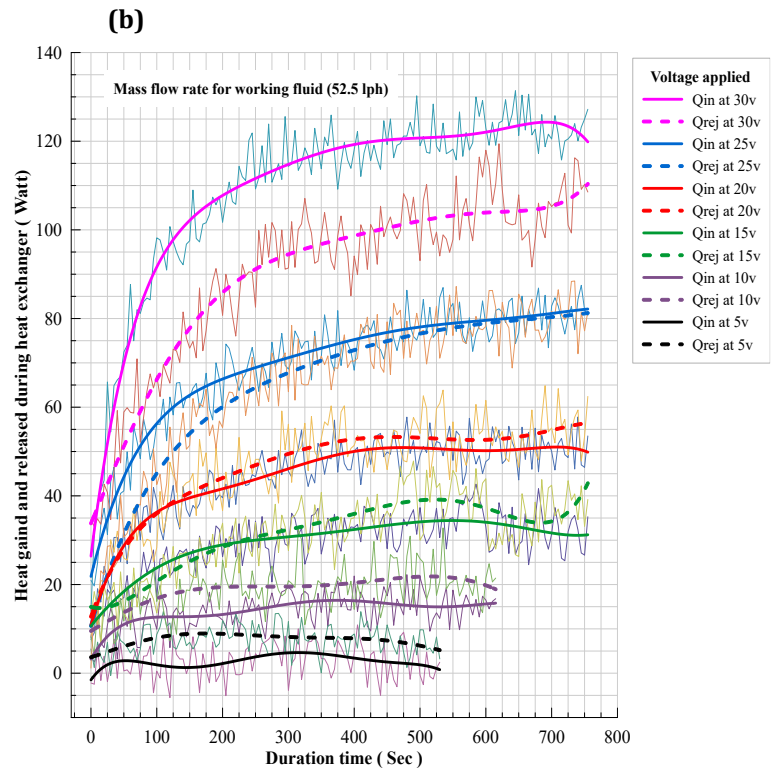 (b)
140
120
100
80
60
40
20
0
Heat gaind and released during heat exchanger ( Watt)
Mass flow rate for working fluid (52.5 lph)
0 100 200 300 400 500 600 700 800
Duration time ( Sec )
Voltage applied
Qin at 30v
Qrej at 30v
Qin at 25v
Qrej at 25v
Qin at 20v
Qrej at 20v
Qin at 15v
Qrej at 15v
Qin at 10v
Qrej at 10v
Qin at 5v
Qrej at 5v